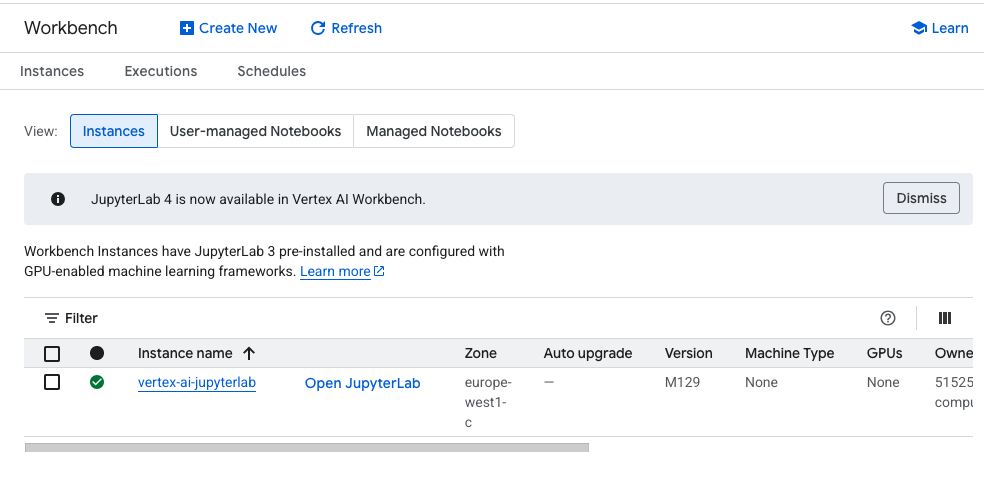 Workbench Create New Refresh Learn
Instances Executions Schedules
View: Instances User-managed Notebooks Managed Notebooks
JupyterLab 4 is now available in Vertex AI Workbench. Dismiss
Workbench Instances have JupyterLab 3 pre-installed and are configured with
GPU-enabled machine learning frameworks. Learn more
Filter
Instance name Zone Auto upgrade Version Machine Type GPUs Owne
vertex-ai-jupyterlab Open JupyterLab europe- — M129 None None 51525
west1- compu
c